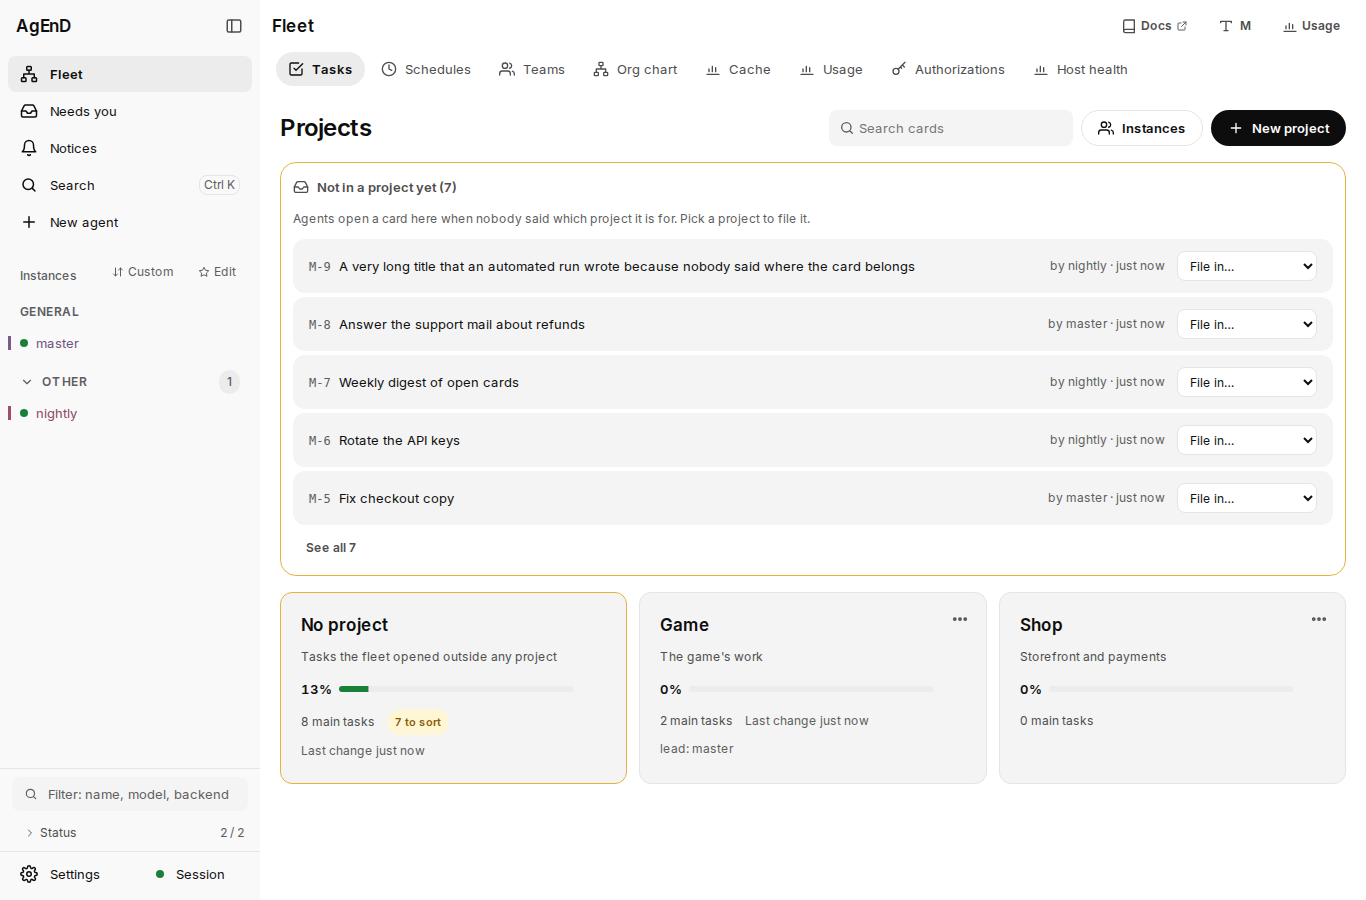 AgEnD
Fleet
Needs you
Notices
Search Ctrl K
New agent
Instances Custom Edit
GENERAL
master
OTHER 1
nightly
Filter: name, model, backend
Status 2 / 2
Settings Session
Fleet Docs M Usage
Tasks Schedules Teams Org chart Cache Usage Authorizations Host health
Projects Search cards Instances New project
Not in a project yet (7)
Agents open a card here when nobody said which project it is for. Pick a project to file it.
M-9 A very long title that an automated run wrote because nobody said where the card belongs by nightly · just now File in...
M-8 Answer the support mail about refunds by master · just now File in...
M-7 Weekly digest of open cards by nightly · just now File in...
M-6 Rotate the API keys by nightly · just now File in...
M-5 Fix checkout copy by master · just now File in...
See all 7
No project
Tasks the fleet opened outside any project
13%
8 main tasks 7 to sort
Last change just now
Game
The game's work
0%
2 main tasks Last change just now
lead: master
Shop
Storefront and payments
0%
0 main tasks